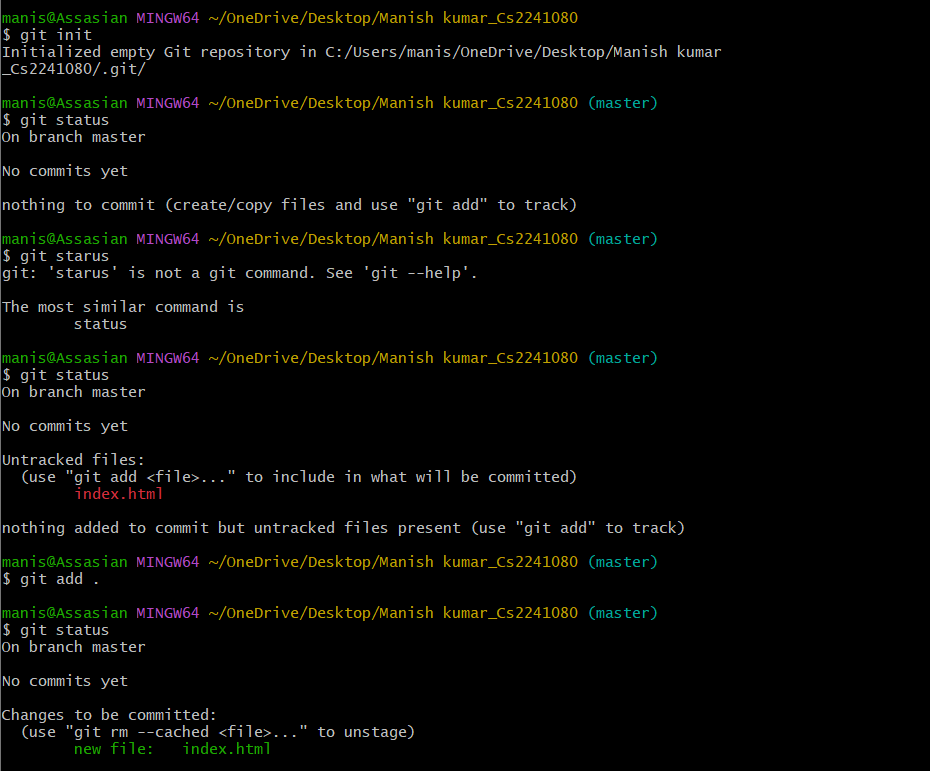 manis@Assasian MINGW64 ~/OneDrive/Desktop/Manish kumar_Cs2241080
$ git init
Initialized empty Git repository in C:/Users/manis/OneDrive/Desktop/Manish kumar
_Cs2241080/.git/
manis@Assasian MINGW64 ~/OneDrive/Desktop/Manish kumar_Cs2241080 (master)
$ git status
On branch master
No commits yet
nothing to commit (create/copy files and use "git add" to track)
manis@Assasian MINGW64 ~/OneDrive/Desktop/Manish kumar_Cs2241080 (master)
$ git starus
git: 'starus' is not a git command. See 'git --help'.
The most similar command is
        status
manis@Assasian MINGW64 ~/OneDrive/Desktop/Manish kumar_Cs2241080 (master)
$ git status
On branch master
No commits yet
Untracked files:
  (use "git add <file>..." to include in what will be committed)
        index.html
nothing added to commit but untracked files present (use "git add" to track)
manis@Assasian MINGW64 ~/OneDrive/Desktop/Manish kumar_Cs2241080 (master)
$ git add .
manis@Assasian MINGW64 ~/OneDrive/Desktop/Manish kumar_Cs2241080 (master)
$ git status
On branch master
No commits yet
Changes to be committed:
  (use "git rm --cached <file>..." to unstage)
        new file:   index.html